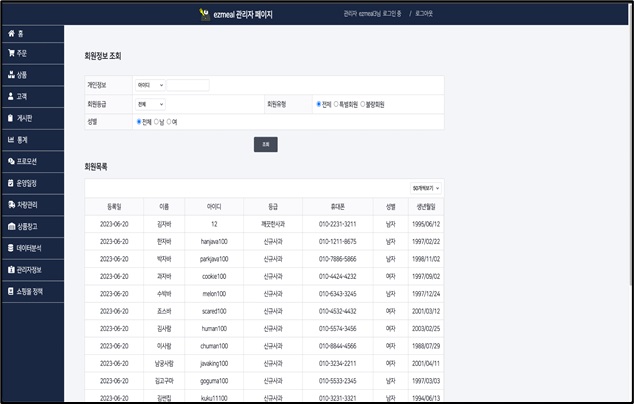 ezmeal 관리자 페이지
관리자 ezmeal3님 로그인 중 / 로그아웃
홈
주문
상품
고객
게시판
통계
프로모션
운영일정
차량관리
상품창고
데이터분석
관리자정보
쇼핑몰 정책
회원정보 조회
개인정보 아이디
회원등급 전체 회원유형 전체 특별회원 불량회원
성별 전체 남 여
조회
회원목록
50개씩보기
등록일 이름 아이디 등급 휴대폰 성별 생년월일
2023-06-20 김자바 12 깨끗한사과 010-2231-3211 남자 1995/06/12
2023-06-20 한자바 hanjava100 신규사과 010-1211-8675 남자 1997/02/22
2023-06-20 박자바 parkjava100 신규사과 010-7886-5866 남자 1998/11/02
2023-06-20 과자바 cookie100 신규사과 010-4424-4232 여자 1997/09/02
2023-06-20 수박바 melon100 신규사과 010-6343-3245 남자 1997/12/24
2023-06-20 죠스바 scared100 신규사과 010-4532-4432 여자 2001/03/12
2023-06-20 김사람 human100 신규사과 010-5574-3456 여자 2003/02/25
2023-06-20 이사람 chuman100 신규사과 010-8844-4566 여자 1988/07/29
2023-06-20 남궁사람 javaking100 신규사과 010-3234-2211 여자 2001/04/11
2023-06-20 김고구마 goguma100 신규사과 010-5533-2345 남자 1997/03/03
2023-06-20 김썬칩 kuku11100 신규사과 010-3231-3321 남자 1994/06/13